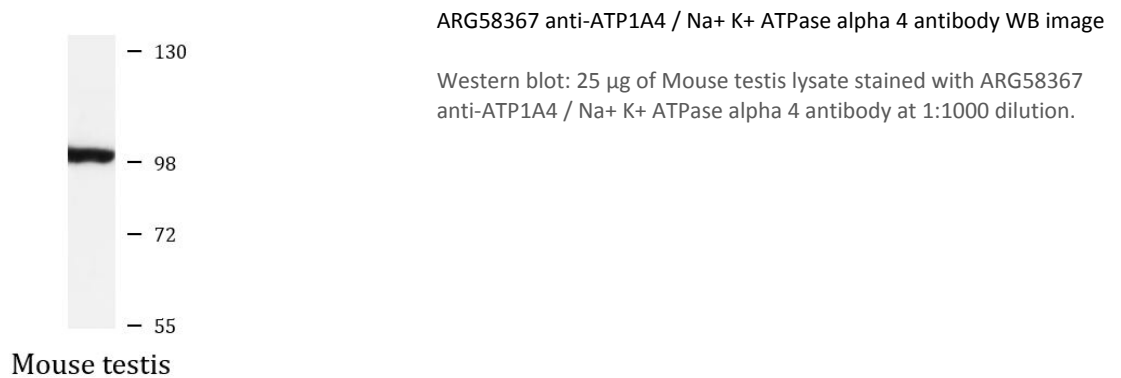 ARG58367 anti-ATP1A4 / Na+ K+ ATPase alpha 4 antibody WB image
Western blot: 25 µg of Mouse testis lysate stained with ARG58367
anti-ATP1A4 / Na+ K+ ATPase alpha 4 antibody at 1:1000 dilution.
130
98
72
55
Mouse testis